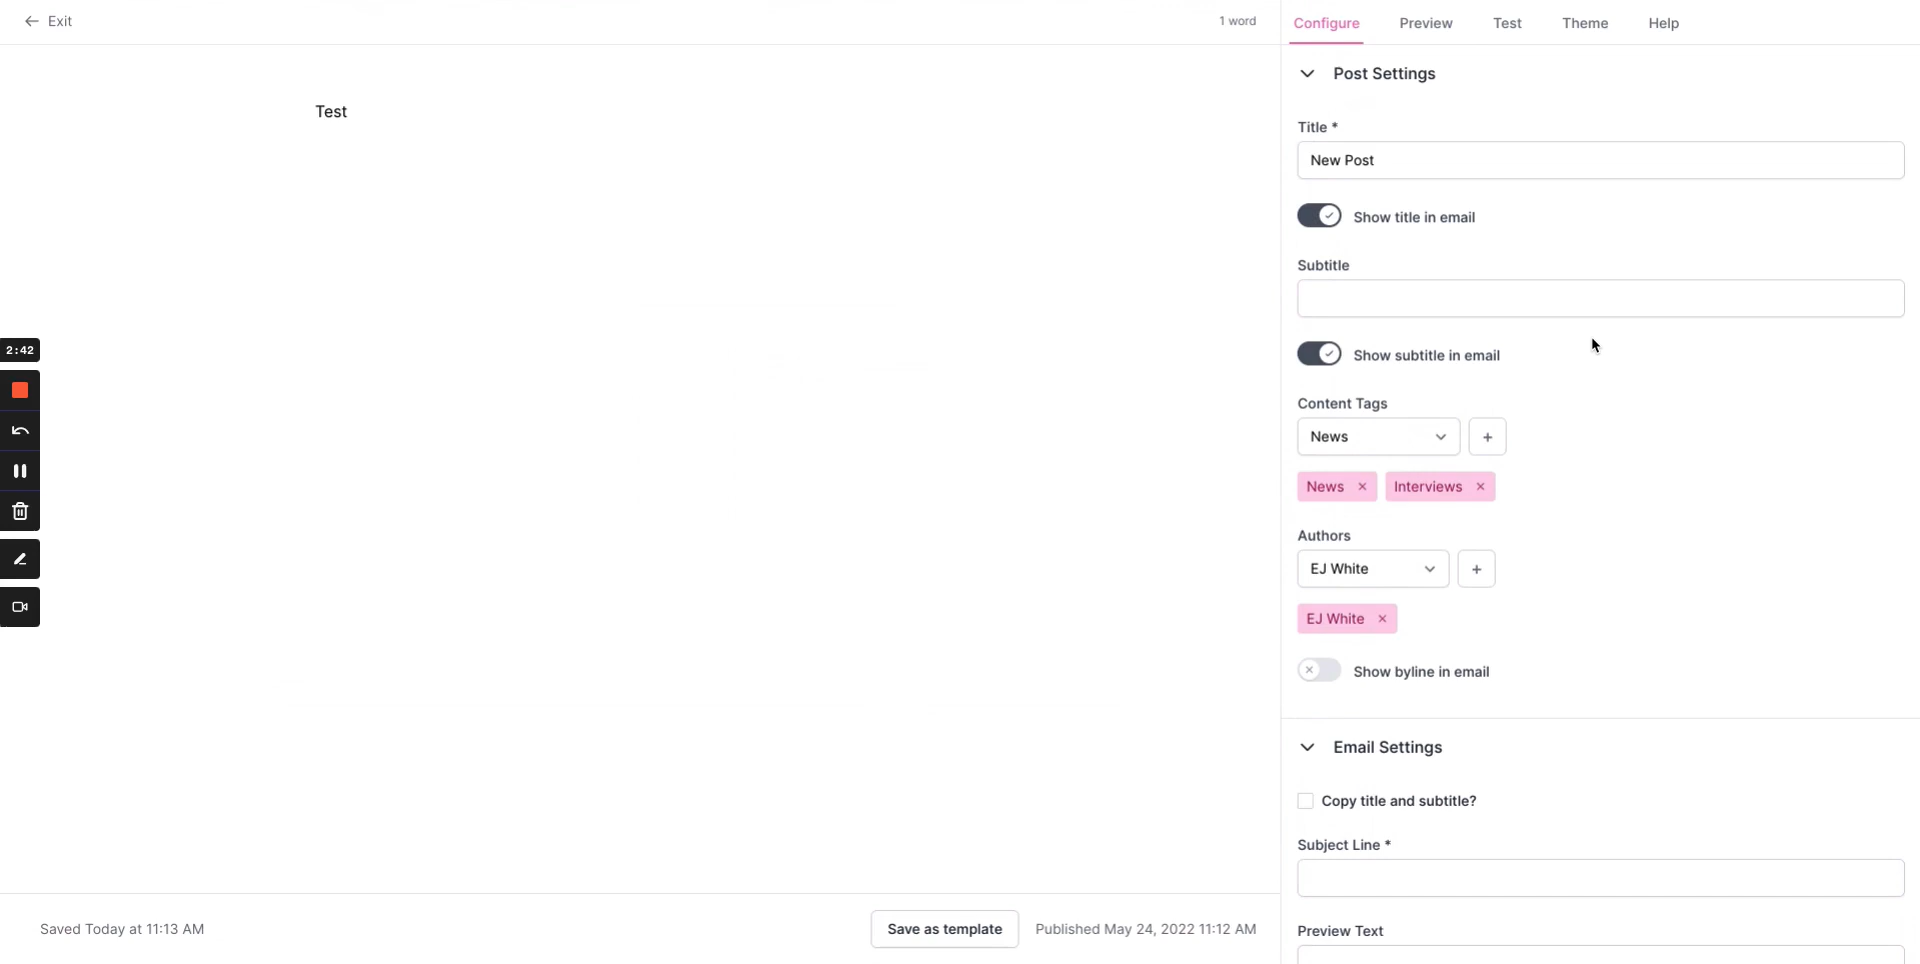 Exit
1 word
Configure Preview Test Theme Help
Post Settings
Test
Title *
New Post
Show title in email
Subtitle
Show subtitle in email
2:42
Content Tags
News
News Interviews
Authors
EJ White
EJ White
Show byline in email
Email Settings
Copy title and subtitle?
Subject Line *
Preview Text
Saved Today at 11:13 AM
Save as template
Published May 24, 2022 11:12 AM